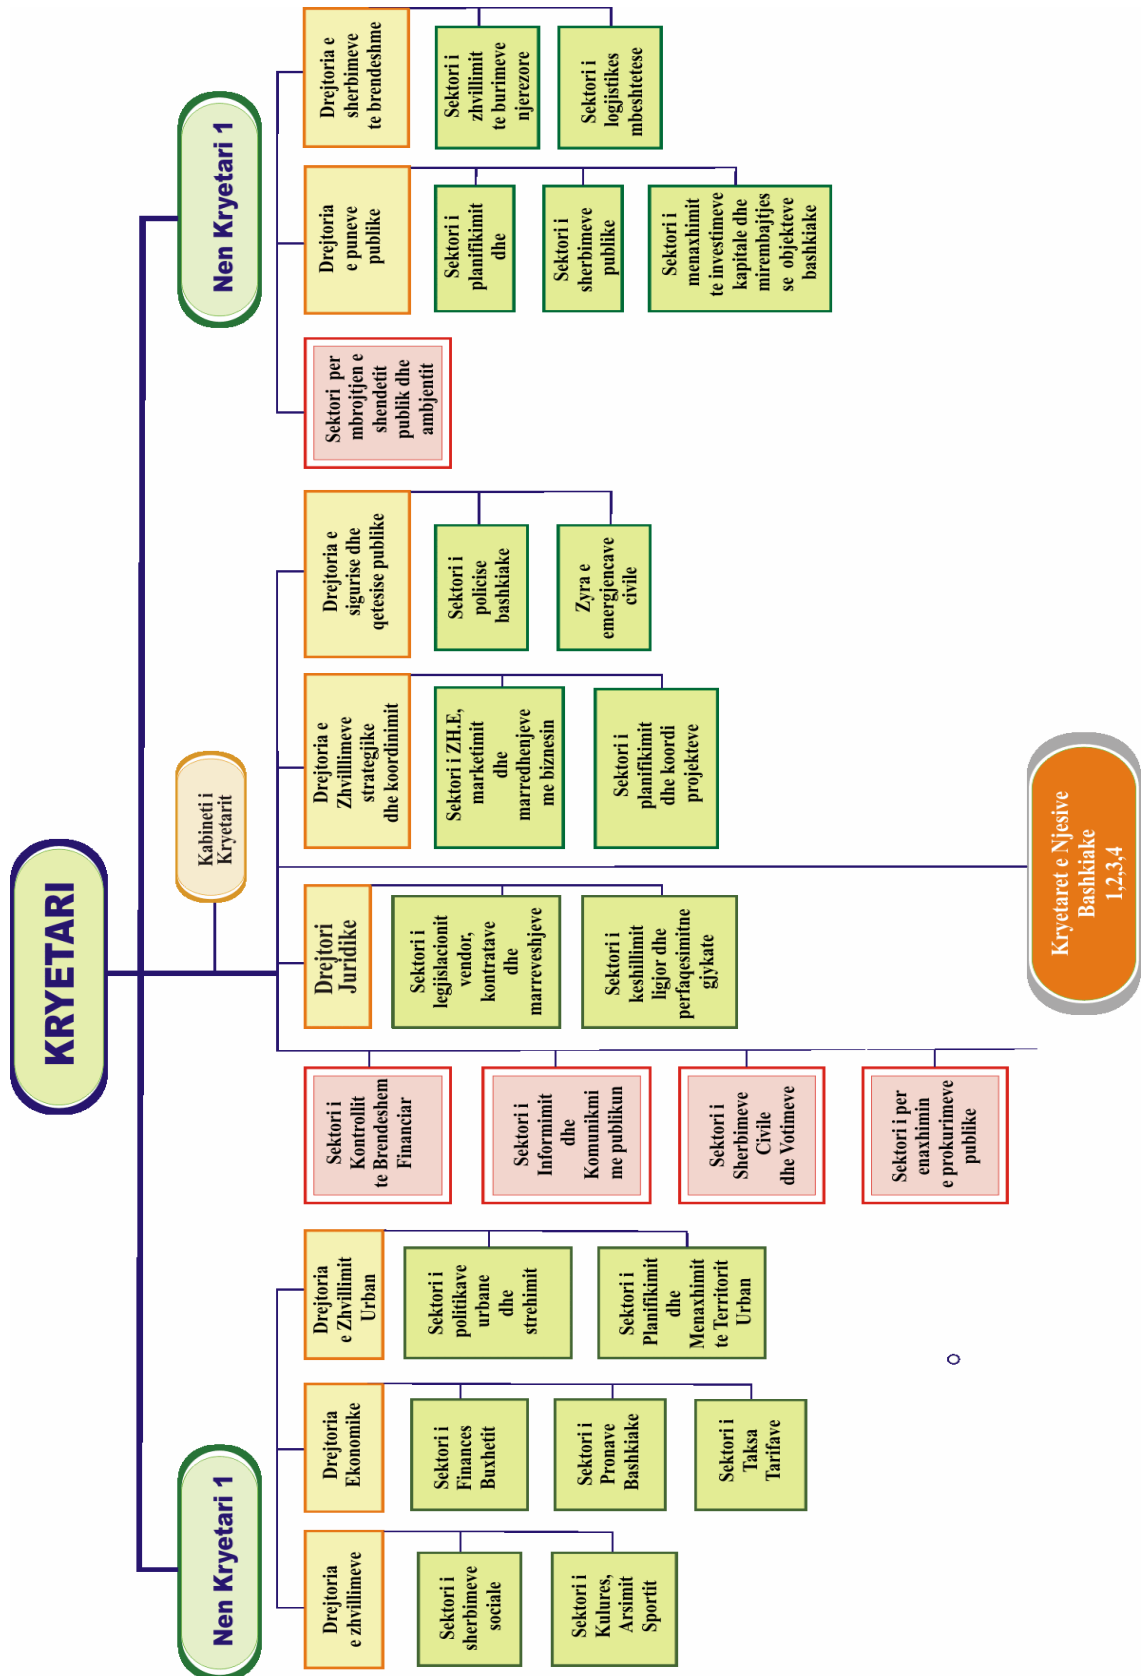 KRYETARI
Kabineti i
Kryetarit
Nen Kryetari 1
Drejtoria
e zhvillimeve
Sektori i
sherbimeve
sociale
Sektori i
Kulures,
Arsimit
Sportit
Drejtoria
Ekonomike
Sektori i
Finances
Buxhetit
Sektori i
Pronave
Bashkiake
Sektori i
Taksa
Tarifave
Drejtoria
e Zhvillimit
Urban
Sektori i
politikave
urbane
dhe
strehimit
Sektori i
Planifikimit
dhe
Menaxhimit
te Territorit
Urban
Sektori i
Kontrollit
te Brendeshem
Financiar
Sektori i
Informimit
dhe
Komunikmi
me publikun
Sektori i
Sherbimeve
Civile
dhe Votimeve
Sektori i per
enaxhimin
e prokurimeve
publike
Drejtori
Juridike
Sektori i
legjislacionit
vendor,
kontratave
dhe
marreveshjeve
Sektori i
keshillimit
ligjor dhe
perfaqesimitne
gjykate
Kryetaret e Njesive
Bashkiake
1,2,3,4
Drejtoria e
Zhvilllimeve
strategjike
dhe koordinimit
Sektori i ZH.E,
marketimit
dhe
marredhenjeve
me biznesin
Sektori i
planifikimit
dhe koordi
projekteve
Drejtoria e
sigurise dhe
qetesise publike
Sektori i
policise
bashkiake
Zyra e
emergjencave
civile
Nen Kryetari 1
Sektori per
mbrojtjen e
shendetit
publik dhe
ambjentit
Drejtoria
e puneve
publike
Sektori i
planifikimit
dhe
Sektori i
sherbimeve
publike
Sektori i
menaxhimit
te investimeve
kapitale dhe
mirembajtjes
se objekteve
bashkiake
Drejtoria e
sherbimeve
te brendeshme
Sektori i
zhvillimit
te burimeve
njerezore
Sektori i
logjistikes
mbeshtetese